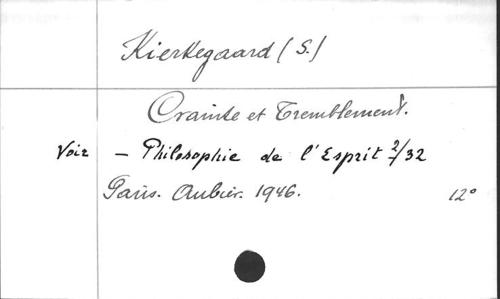 Kierkegaard (S.)
Crainte et Tremblement.
Voir — Philosophie de l'Esprit 2/32
Paris. Aubier. 1946. 12°